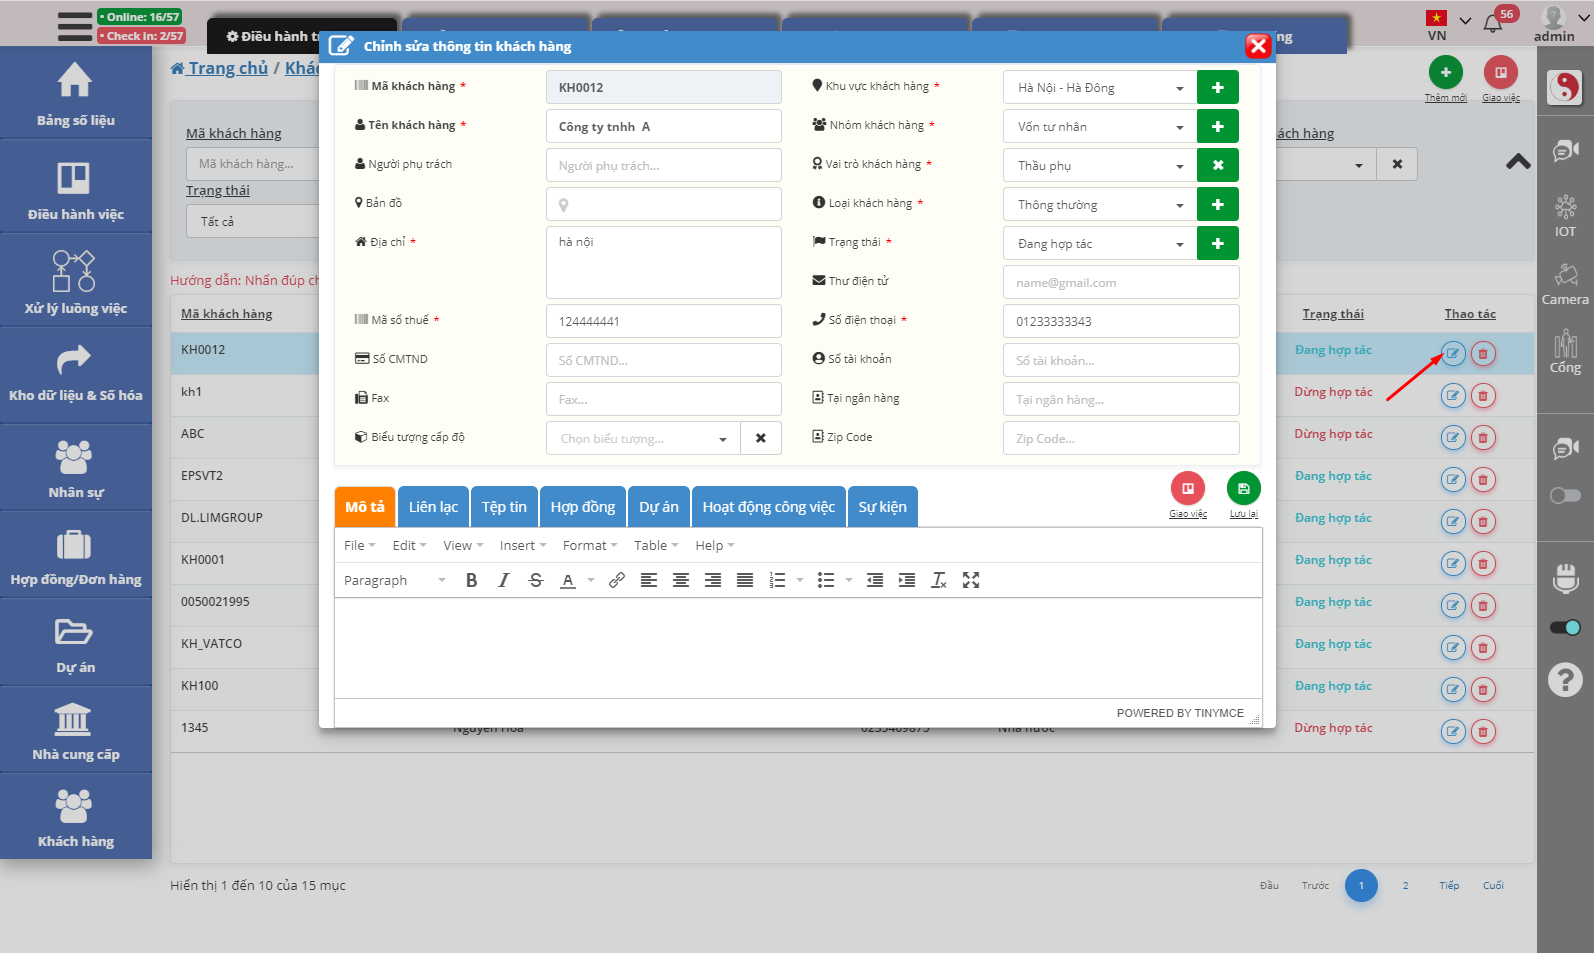 • Online: 16/57
• Check in: 2/57
Điều hành
VN
56
admin
Bảng số liệu
Điều hành việc
Xử lý luồng việc
Kho dữ liệu & Số hóa
Nhân sự
Hợp đồng/Đơn hàng
Dự án
Nhà cung cấp
Khách hàng
Trang chủ /
Thêm mới
Giao việc
Mã khách hàng
Mã khách hàng...
Trạng thái
Tất cả
Hướng dẫn: Nhấn đúp
Chỉnh sửa thông tin khách hàng
Mã khách hàng *
KH0012
Khu vực khách hàng *
Hà Nội - Hà Đông
Tên khách hàng *
Công ty tnhh A
Nhóm khách hàng *
Vốn tư nhân
Người phụ trách
Người phụ trách...
Vai trò khách hàng *
Thầu phụ
Bản đồ
Loại khách hàng *
Thông thường
Địa chỉ *
hà nội
Trạng thái *
Đang hợp tác
Thư điện tử
name@gmail.com
Mã số thuế *
124444441
Số điện thoại *
01233333343
Số CMTND
Số CMTND...
Số tài khoản
Số tài khoản...
Fax
Fax...
Tại ngân hàng
Tại ngân hàng...
Biểu tượng cấp độ
Chọn biểu tượng...
Zip Code
Zip Code...
Mô tả
Liên lạc
Tệp tin
Hợp đồng
Dự án
Hoạt động công việc
Sự kiện
Giao việc
Lưu lại
File
Edit
View
Insert
Format
Table
Help
Paragraph
POWERED BY TINYMCE
Mã khách hàng
Trạng thái
Thao tác
KH0012
Đang hợp tác
kh1
Dừng hợp tác
ABC
Dừng hợp tác
EPSVT2
Đang hợp tác
DL.LIMGROUP
Đang hợp tác
KH0001
Đang hợp tác
0050021995
Đang hợp tác
KH_VATCO
Đang hợp tác
KH100
Đang hợp tác
1345
Dừng hợp tác
IOT
Camera
Cổng
Hiển thị 1 đến 10 của 15 mục
Đầu
Trước
1
2
Tiếp
Cuối